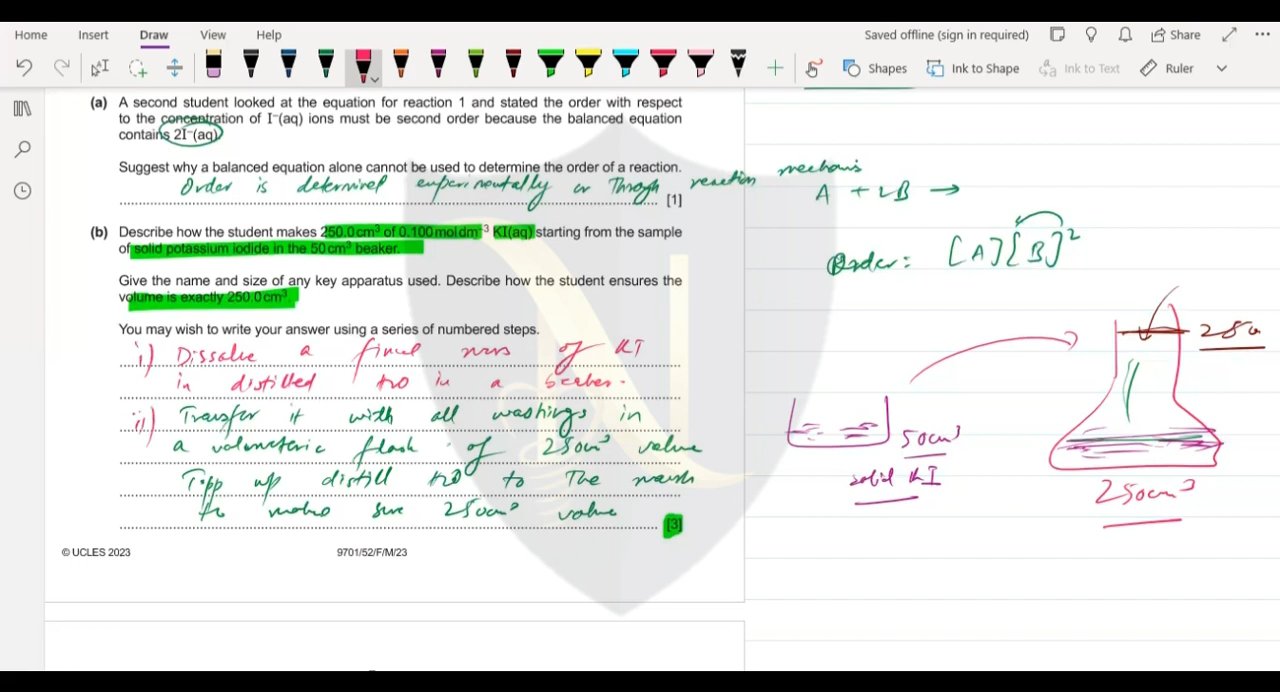 Home Insert Draw View Help Saved offline (sign in required) Share
Shapes Ink to Shape Ink to Text Ruler
(a) A second student looked at the equation for reaction 1 and stated the order with respect
to the concentration of I⁻(aq) ions must be second order because the balanced equation
contains 2I⁻(aq).
Suggest why a balanced equation alone cannot be used to determine the order of a reaction.
Order is determined experimentally or Through reaction mechanis
[1]
A + 2B →
(b) Describe how the student makes 250.0 cm³ of 0.100 mol dm⁻³ KI(aq) starting from the sample
of solid potassium iodide in the 50 cm³ beaker.
Order: [A][B]²
Give the name and size of any key apparatus used. Describe how the student ensures the
volume is exactly 250.0 cm³.
You may wish to write your answer using a series of numbered steps.
i) Dissolve a mass of KI
in distilled H2O in a beaker.
ii) Transfer it with all washings in
a volumetric flask of 250cm³ value
Topp up distill H2O to The mark
to make sure 250cm³ value
[3]
250
50cm³
solid KI
250cm³
© UCLES 2023 9701/52/F/M/23